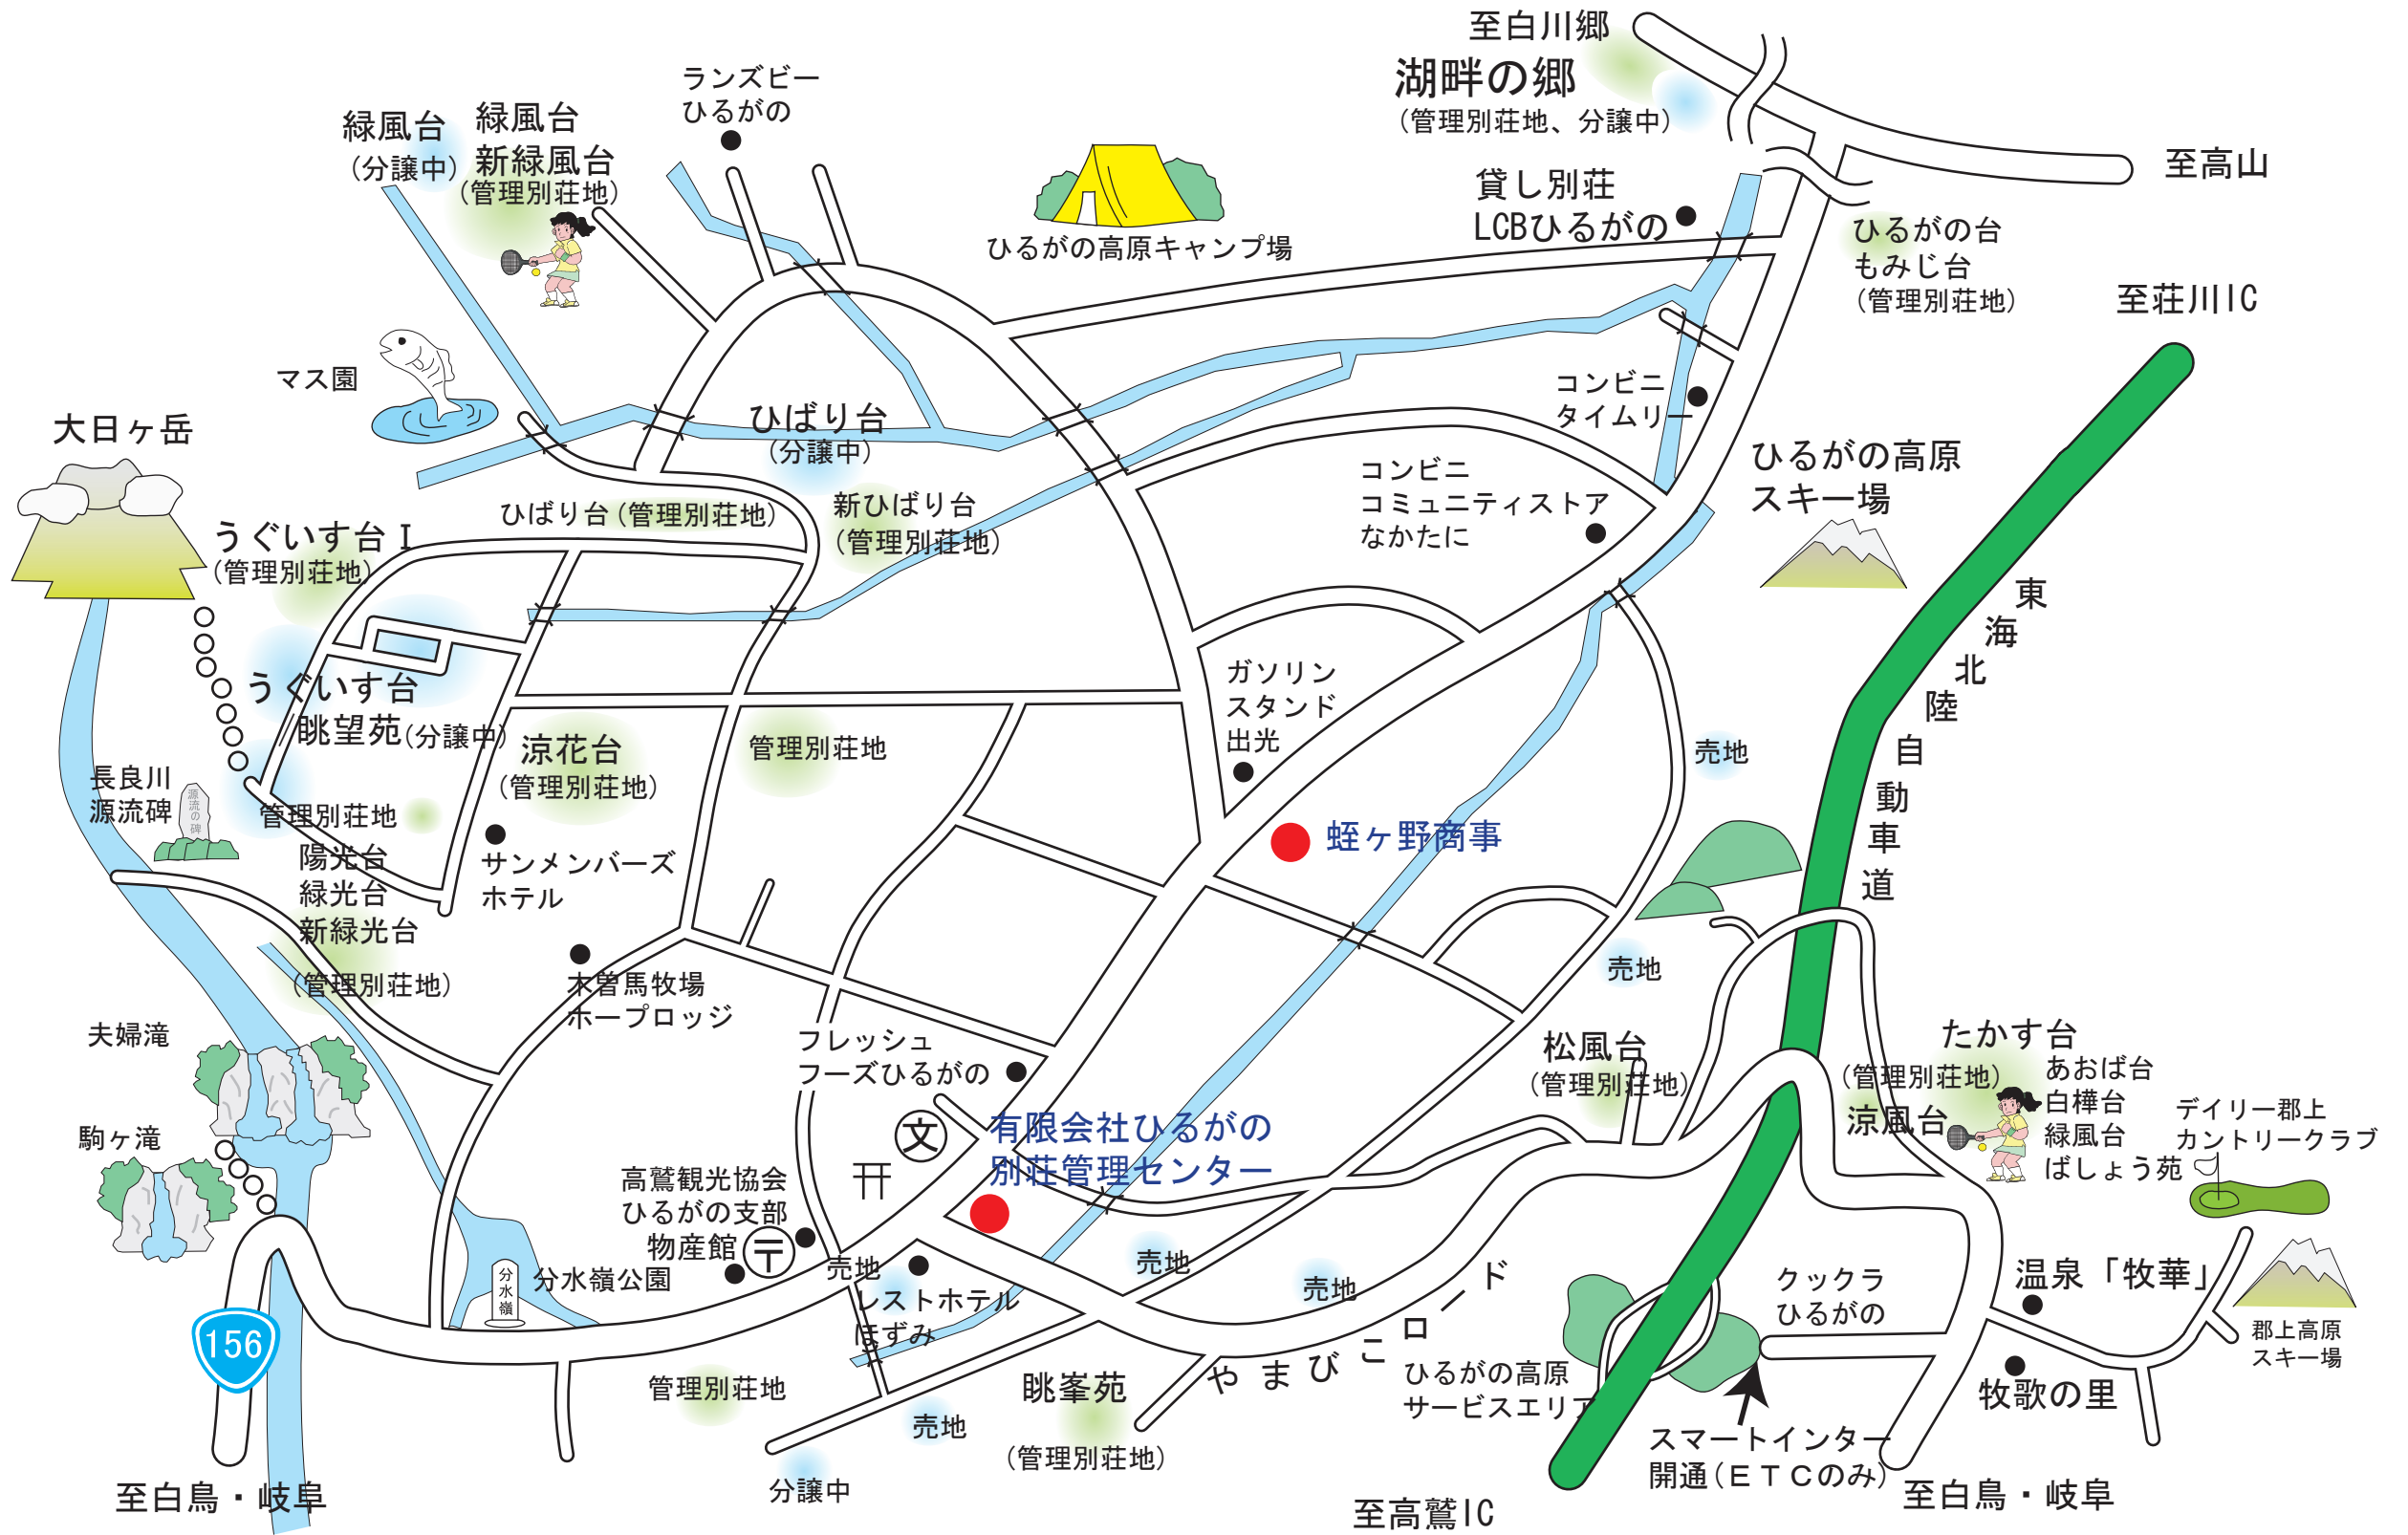 至白川郷
湖畔の郷
（管理別荘地、分譲中）
至高山
ランズビー
ひるがの
緑風台
（分譲中）
緑風台
新緑風台
（管理別荘地）
ひるがの高原キャンプ場
貸し別荘
LCBひるがの
ひるがの台
もみじ台
（管理別荘地）
至荘川IC
マス園
大日ヶ岳
ひばり台
（分譲中）
コンビニ
タイムリー
ひるがの高原
スキー場
コンビニ
コミュニティストア
なかたに
ひばり台（管理別荘地）
新ひばり台
（管理別荘地）
うぐいす台Ⅰ
（管理別荘地）
東海北陸自動車道
うぐいす台
眺望苑（分譲中）
涼花台
（管理別荘地）
管理別荘地
ガソリン
スタンド
出光
売地
長良川
源流碑
源流の碑
管理別荘地
陽光台
緑光台
新緑光台
（管理別荘地）
サンメンバーズ
ホテル
蛭ヶ野商事
木曽馬牧場
ホープロッジ
売地
夫婦滝
フレッシュ
フーズひるがの
松風台
（管理別荘地）
たかす台
（管理別荘地）
あおば台
白樺台
緑風台
ばしょう苑
涼風台
デイリー郡上
カントリークラブ
駒ヶ滝
文
有限会社ひるがの
別荘管理センター
高鷲観光協会
ひるがの支部
物産館
〒
分水嶺公園
分水嶺
売地
レストホテル
ほずみ
売地
売地
クックラ
ひるがの
温泉「牧華」
郡上高原
スキー場
156
やまびこロード
ひるがの高原
サービスエリア
管理別荘地
売地
眺峯苑
（管理別荘地）
牧歌の里
スマートインター
開通（ＥＴＣのみ）
分譲中
至白鳥・岐阜
至高鷲IC
至白鳥・岐阜